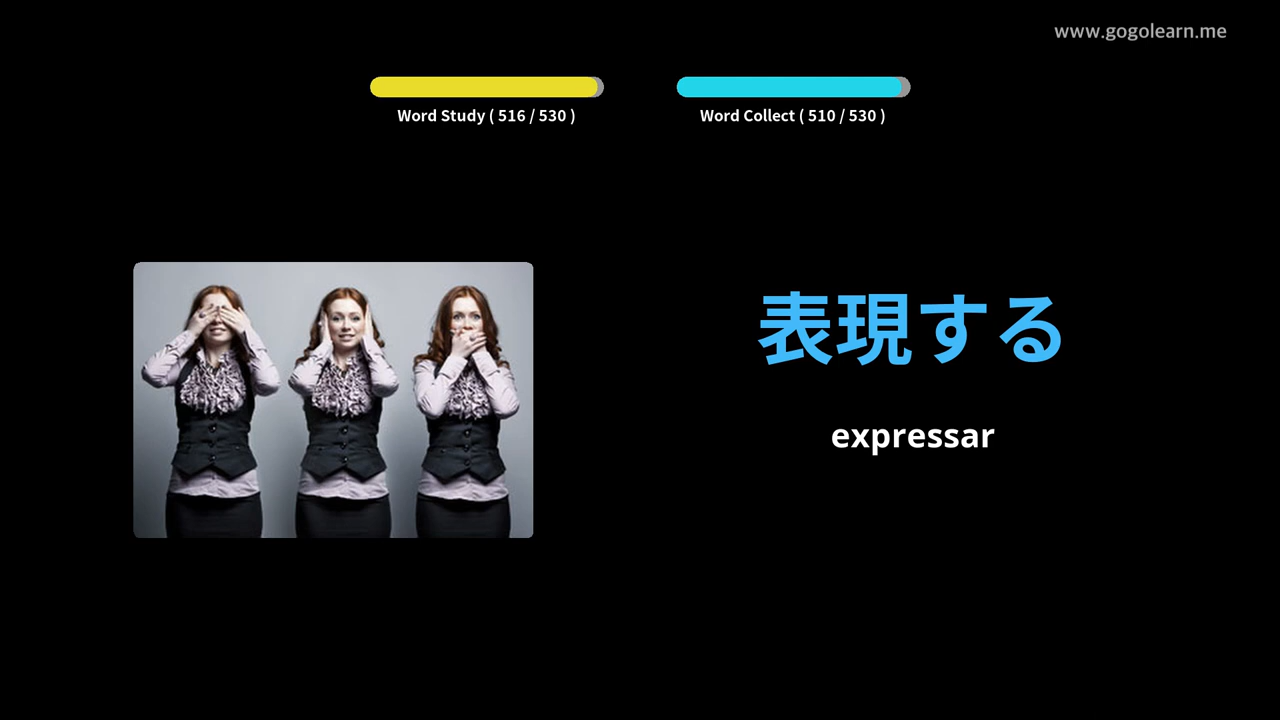 www.gogolearn.me
Word Study ( 516 / 530 )
Word Collect ( 510 / 530 )
表現する
expressar